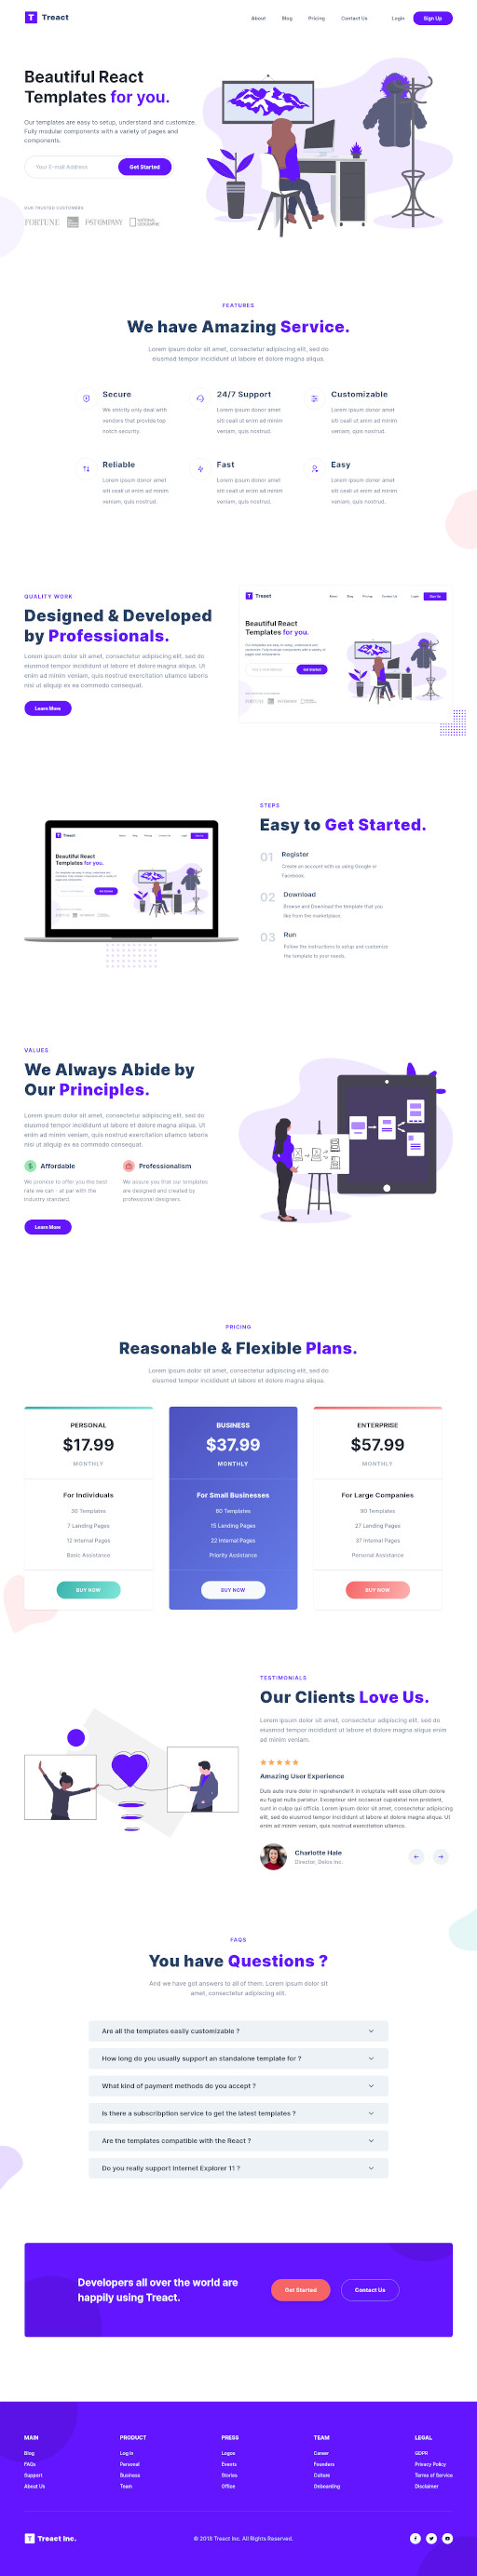 Treact
About Blog Pricing Contact Us Login Sign Up
Beautiful React
Templates for you.
Our templates are easy to setup, understand and customize.
Fully modular components with a variety of pages and
components.
Your E-mail Address Get Started
OUR TRUSTED CUSTOMERS
FORTUNE FAST COMPANY NATIONAL GEOGRAPHIC
FEATURES
We have Amazing Service.
Lorem ipsum dolor sit amet, consectetur adipiscing elit, sed do
eiusmod tempor incididunt ut labore et dolore magna aliqua.
Secure
We strictly only deal with
vendors that provide top
notch security.
24/7 Support
Lorem ipsum donor amet
siti ceali ut enim ad minim
veniam, quis nostrud.
Customizable
Lorem ipsum donor amet
siti ceali ut enim ad minim
veniam, quis nostrud.
Reliable
Lorem ipsum donor amet
siti ceali ut enim ad minim
veniam, quis nostrud.
Fast
Lorem ipsum donor amet
siti ceali ut enim ad minim
veniam, quis nostrud.
Easy
Lorem ipsum donor amet
siti ceali ut enim ad minim
veniam, quis nostrud.
QUALITY WORK
Designed & Developed
by Professionals.
Lorem ipsum dolor sit amet, consectetur adipiscing elit, sed do
eiusmod tempor incididunt ut labore et dolore magna aliqua. Ut
enim ad minim veniam, quis nostrud exercitation ullamco laboris
nisi ut aliquip ex ea commodo consequat.
Learn More
Treact
Beautiful React
Templates for you.
STEPS
Easy to Get Started.
01 Register
Create an account with us using Google or
Facebook.
02 Download
Browse and Download the template that you
like from the marketplace.
03 Run
Follow the instructions to setup and customize
the template to your needs.
Treact
Beautiful React
Templates for you.
VALUES
We Always Abide by
Our Principles.
Lorem ipsum dolor sit amet, consectetur adipiscing elit, sed do
eiusmod tempor incididunt ut labore et dolore magna aliqua. Ut
enim ad minim veniam, quis nostrud exercitation ullamco laboris
nisi ut aliquip ex ea commodo consequat.
Affordable
We promise to offer you the best
rate we can - at par with the
industry standard.
Professionalism
We assure you that our templates
are designed and created by
professional designers.
Learn More
PRICING
Reasonable & Flexible Plans.
Lorem ipsum dolor sit amet, consectetur adipiscing elit, sed do
eiusmod tempor incididunt ut labore et dolore magna aliqua.
PERSONAL
$17.99
MONTHLY
For Individuals
30 Templates
7 Landing Pages
12 Internal Pages
Basic Assistance
BUY NOW
BUSINESS
$37.99
MONTHLY
For Small Businesses
60 Templates
15 Landing Pages
22 Internal Pages
Priority Assistance
BUY NOW
ENTERPRISE
$57.99
MONTHLY
For Large Companies
90 Templates
27 Landing Pages
37 Internal Pages
Personal Assistance
BUY NOW
TESTIMONIALS
Our Clients Love Us.
Lorem ipsum dolor sit amet, consectetur adipiscing elit, sed do
eiusmod tempor incididunt ut labore et dolore magna aliqua enim
ad minim veniam.
Amazing User Experience
Duis aute irure dolor in reprehenderit in voluptate velit esse cillum dolore
eu fugiat nulla pariatur. Excepteur sint occaecat cupidatat non proident,
sunt in culpa qui officia. Lorem ipsum dolor sit amet, consectetur adipiscing
elit, sed do eiusmod tempor incididunt ut labore et dolore magna aliqua. Ut
enim ad minim veniam, quis nostrud exercitation ullamco.
Charlotte Hale
Director, Delos Inc.
FAQS
You have Questions ?
And we have got answers to all of them. Lorem ipsum dolor sit
amet, consectetur adipiscing elit.
Are all the templates easily customizable ?
How long do you usually support an standalone template for ?
What kind of payment methods do you accept ?
Is there a subscribption service to get the latest templates ?
Are the templates compatible with the React ?
Do you really support Internet Explorer 11 ?
Developers all over the world are
happily using Treact.
Get Started Contact Us
MAIN
Blog
FAQs
Support
About Us
PRODUCT
Log In
Personal
Business
Team
PRESS
Logos
Events
Stories
Office
TEAM
Career
Founders
Culture
Onboarding
LEGAL
GDPR
Privacy Policy
Terms of Service
Disclaimer
Treact Inc.
© 2018 Treact Inc. All Rights Reserved.